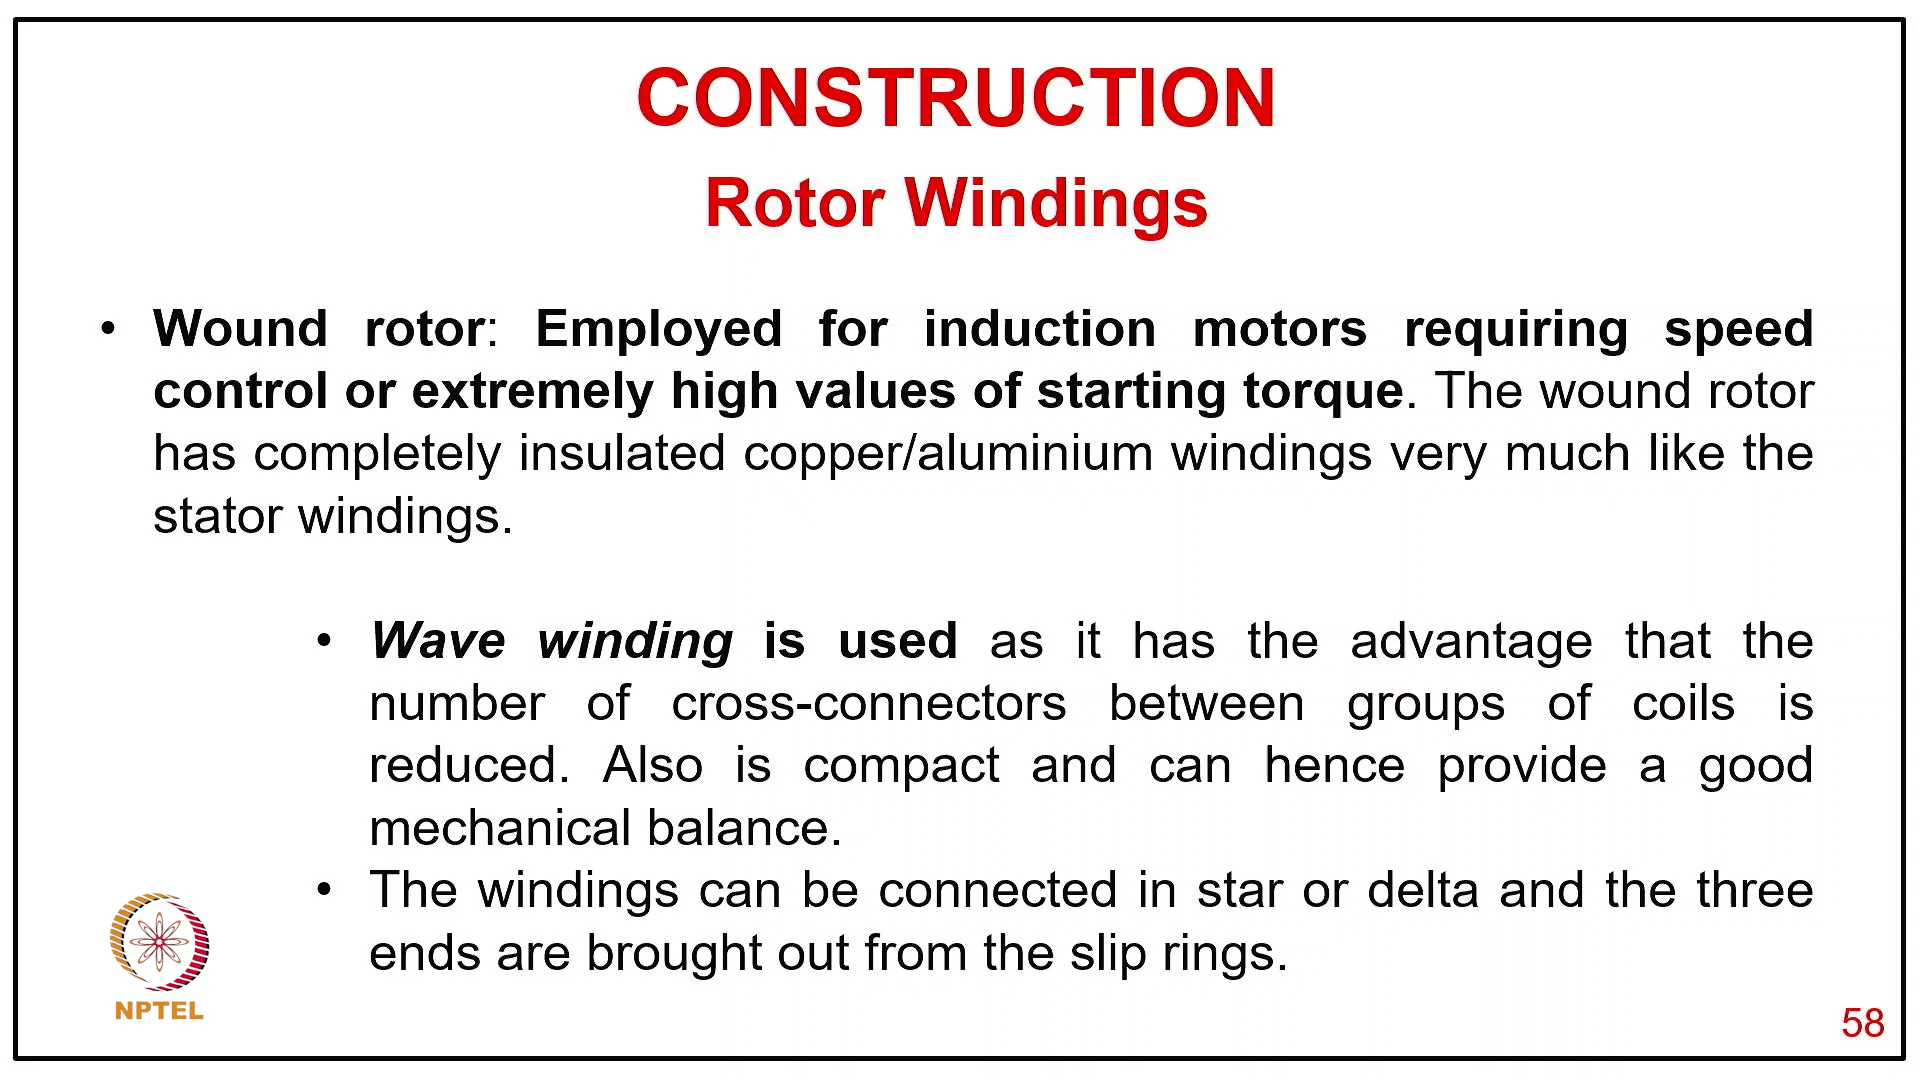 CONSTRUCTION
Rotor Windings
• Wound rotor: Employed for induction motors requiring speed
control or extremely high values of starting torque. The wound rotor
has completely insulated copper/aluminium windings very much like the
stator windings.
• Wave winding is used as it has the advantage that the
number of cross-connectors between groups of coils is
reduced. Also is compact and can hence provide a good
mechanical balance.
• The windings can be connected in star or delta and the three
ends are brought out from the slip rings.
NPTEL
58